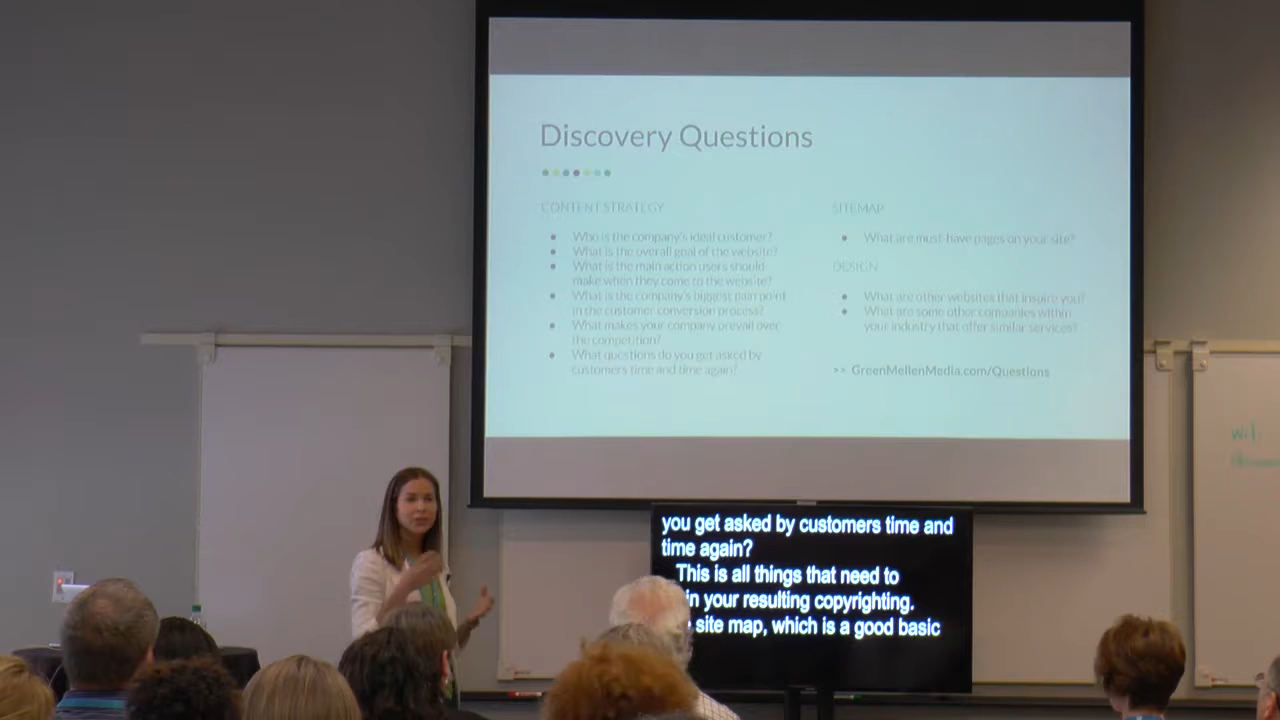 Discovery Questions
CONTENT STRATEGY
● Who is the company's ideal customer?
● What is the overall goal of the website?
● What is the main action users should
make when they come to the website?
● What is the company's biggest pain point
in the customer conversion process?
● What makes your company prevail over
the competition?
● What questions do you get asked by
customers time and time again?
SITEMAP
● What are must-have pages on your site?
DESIGN
● What are other websites that inspire you?
● What are some other companies within
your industry that offer similar services?
>> GreenMellenMedia.com/Questions
you get asked by customers time and
time again?
This is all things that need to
in your resulting copyrighting.
site map, which is a good basic